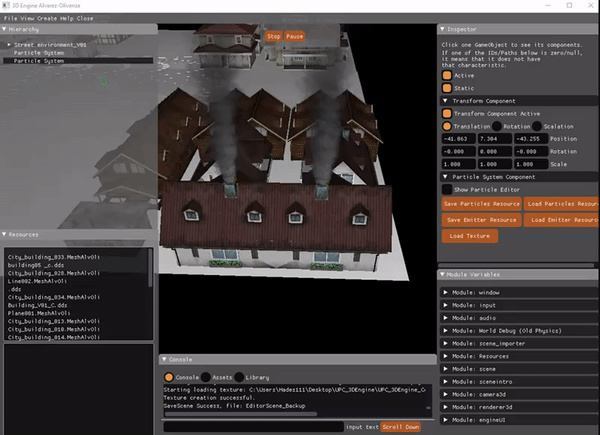 3D Engine Alvarez-Olivanza
File View Create Help Close
Hierarchy
Street_environment_V01
Particle System
Particle System
Resources
City_building_033.MeshAlvOli
building05 _c.dds
City_building_028.MeshAlvOli
Line002.MeshAlvOli
.dds
City_building_034.MeshAlvOli
Building_V01_C.dds
Plane001.MeshAlvOli
City_building_013.MeshAlvOli
City_building_018.MeshAlvOli
City_building_014.MeshAlvOli
Stop Pause
Console
Console Assets Library
Starting loading texture: C:\Users\Hades111\Desktop\UPC_3DEngine\UPC_3DEngine_C
Texture creation successful.
SaveScene Success, file: EditorScene_Backup
input text Scroll Down
Inspector
Click one GameObject to see its components.
If one of the IDs/Paths below is zero/null,
it means that it does not have
that characteristic.
Active
Static
Transform Component
Transform Component Active
Translation Rotation Scalation
-41.863 7.304 -43.255 Position
-0.000 0.000 -0.000 Rotation
1.000 1.000 1.000 Scale
Particle System Component
Show Particle Editor
Save Particles Resource Load Particles Resou
Save Emitter Resource Load Emitter Resou
Load Texture
Module Variables
Module: window
Module: input
Module: audio
Module: World Debug (Old Physics)
Module: scene_importer
Module: Resources
Module: scene
Module: sceneintro
Module: camera3d
Module: renderer3d
Module: engineUI